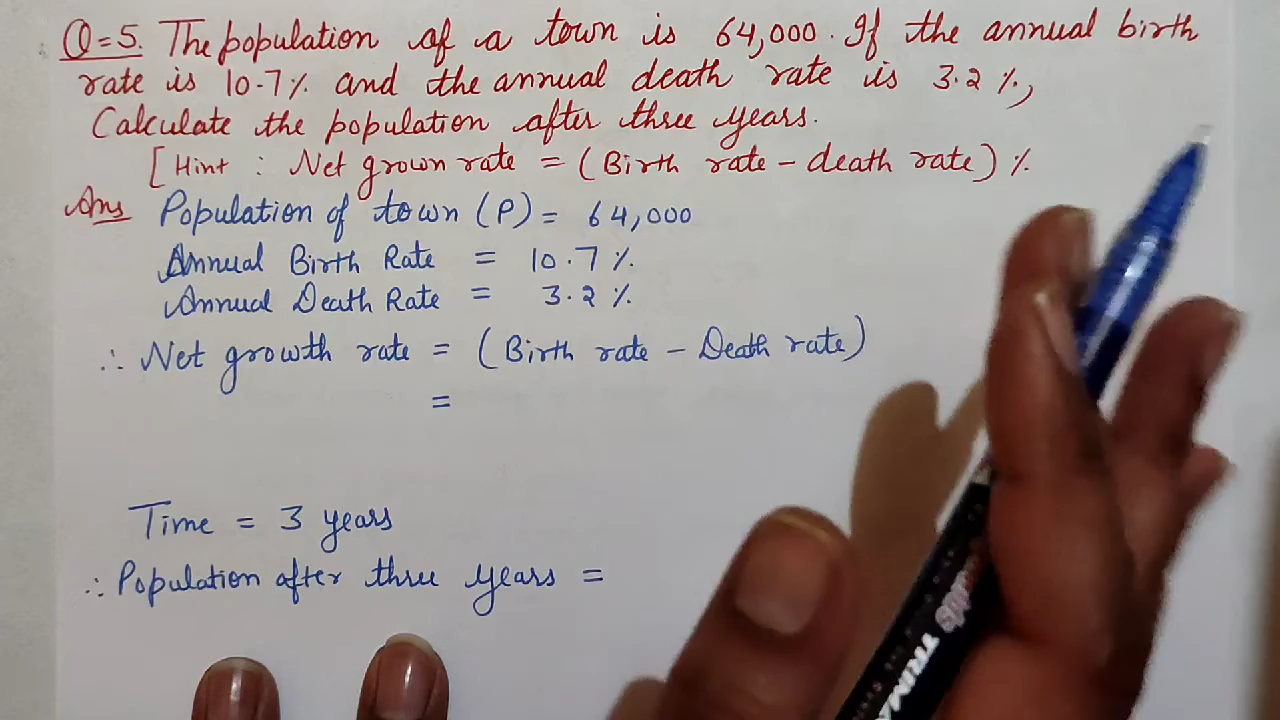 Q=5. The population of a town is 64,000. If the annual birth
rate is 10.7% and the annual death rate is 3.2%,
Calculate the population after three years.
[Hint : Net grown rate = (Birth rate - death rate) %
Ans Population of town (P) = 64,000
Annual Birth Rate = 10.7%
Annual Death Rate = 3.2%
∴ Net growth rate = (Birth rate - Death rate)
=
Time = 3 years
∴ Population after three years =